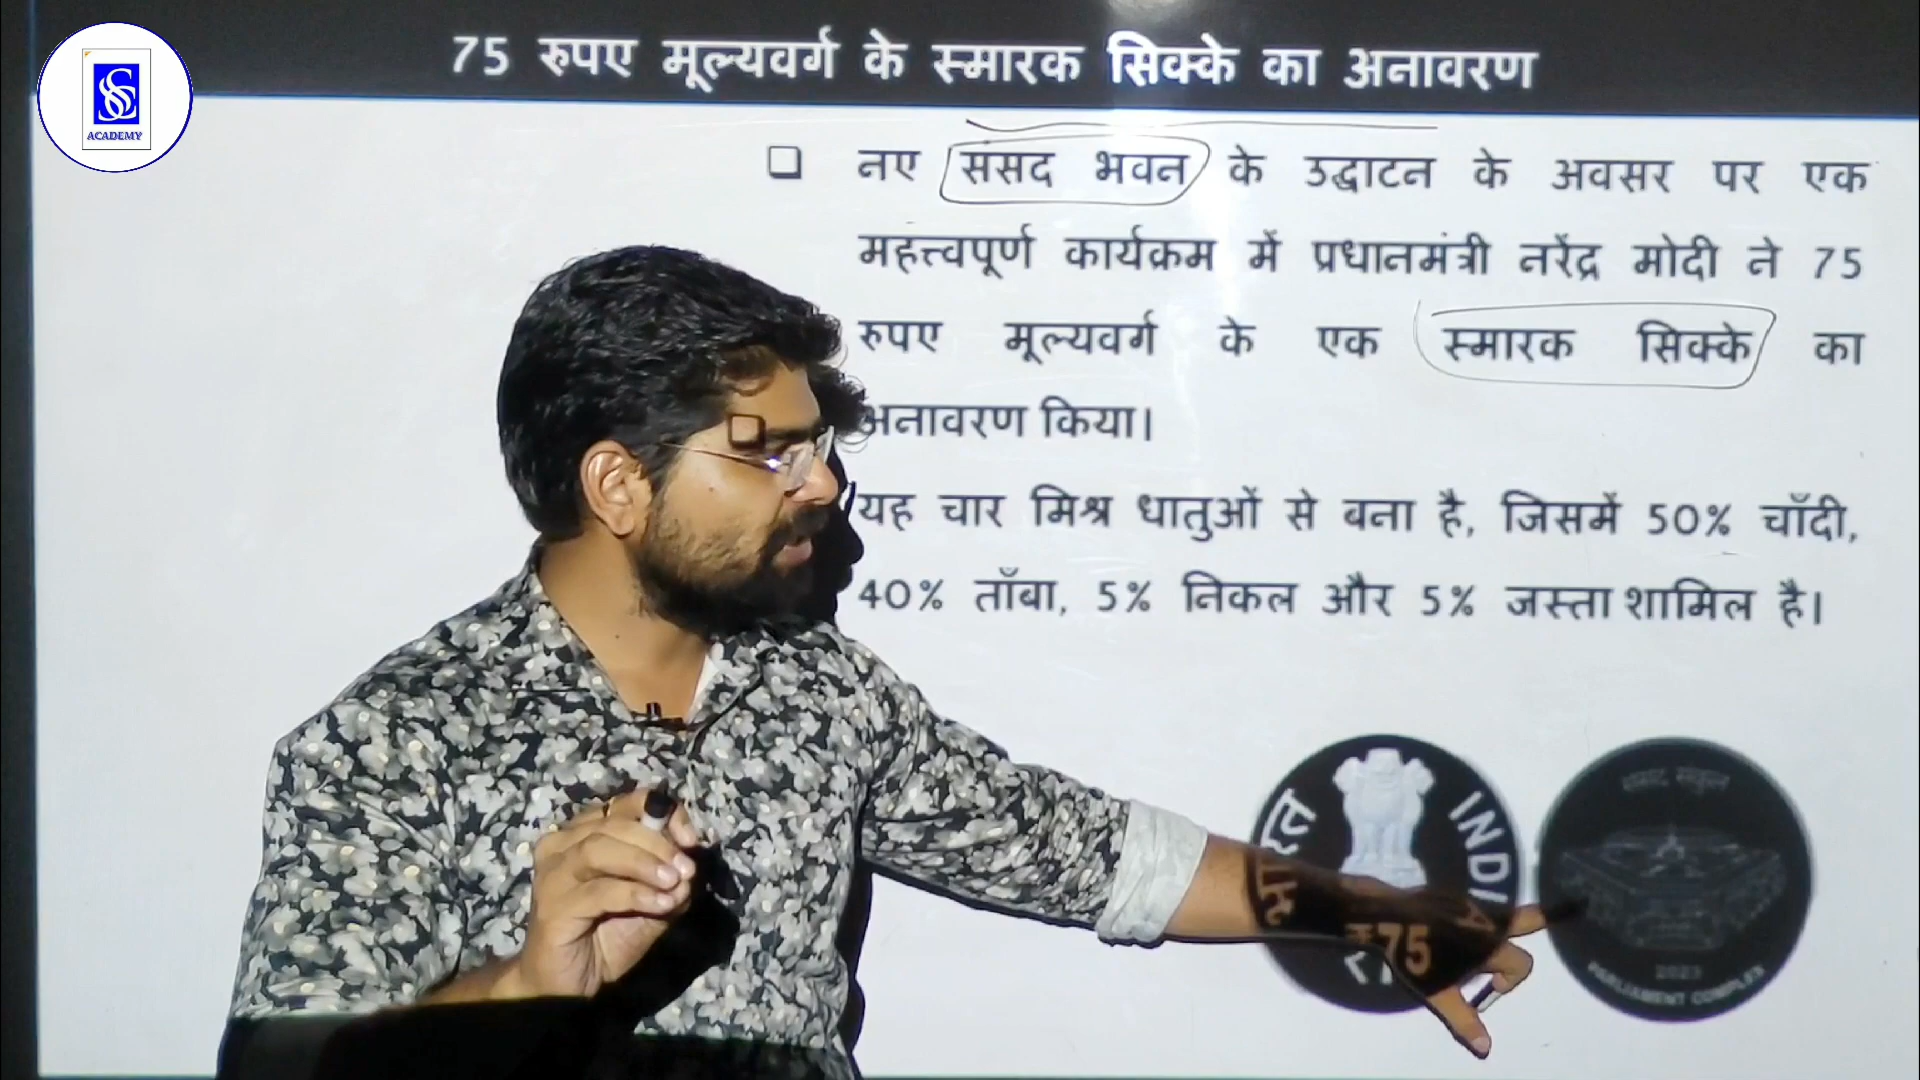 75 रुपए मूल्यवर्ग के स्मारक सिक्के का अनावरण
ACADEMY
❑ नए संसद भवन के उद्घाटन के अवसर पर एक
महत्त्वपूर्ण कार्यक्रम में प्रधानमंत्री नरेंद्र मोदी ने 75
रुपए मूल्यवर्ग के एक स्मारक सिक्के का
अनावरण किया।
यह चार मिश्र धातुओं से बना है, जिसमें 50% चाँदी,
40% ताँबा, 5% निकल और 5% जस्ता शामिल है।
भारत
INDIA
₹75
संसद संकुल
2023
PARLIAMENT COMPLEX